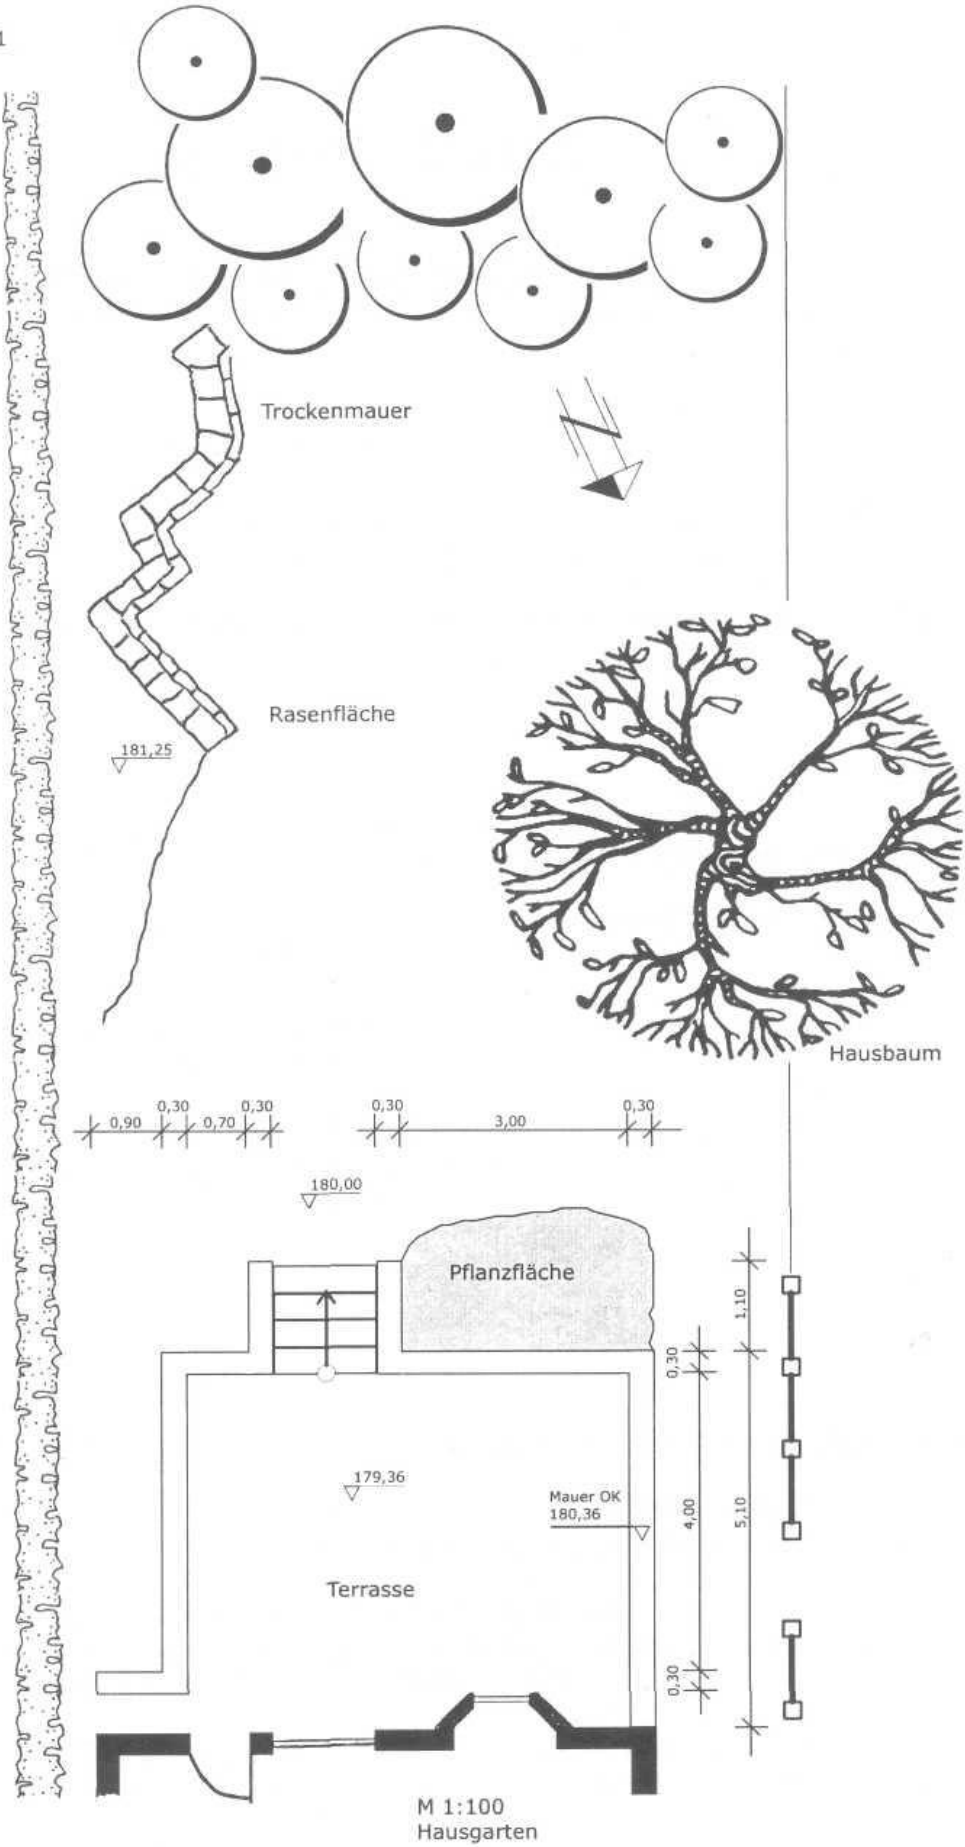 1
Trockenmauer
Rasenfläche
181,25
Hausbaum
0,90
0,30
0,70
0,30
0,30
3,00
0,30
180,00
Pflanzfläche
1,10
0,30
179,36
Mauer OK
180,36
4,00
5,10
Terrasse
0,30
M 1:100
Hausgarten